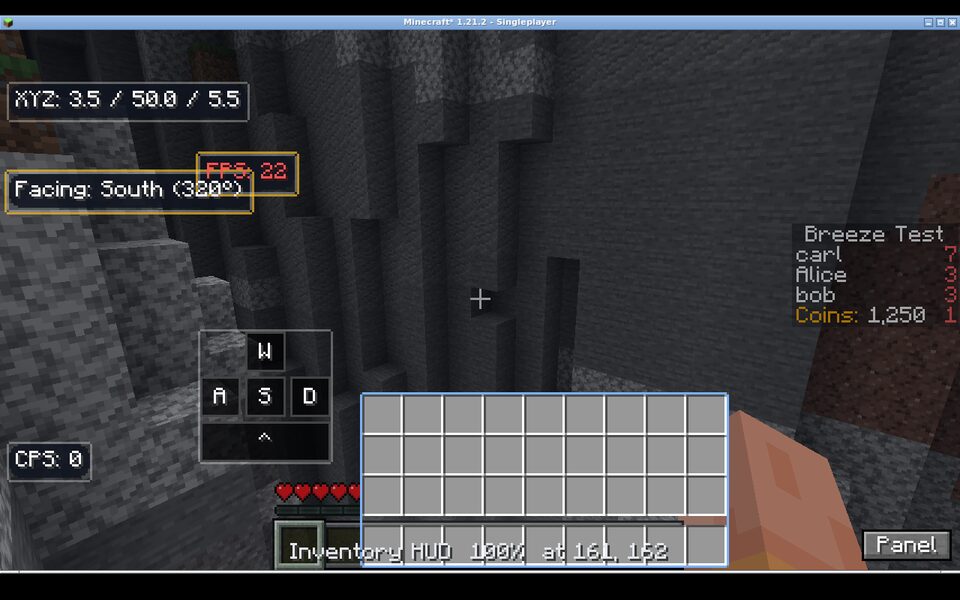 Minecraft* 1.21.2 - Singleplayer
XYZ: 3.5 / 50.0 / 5.5
FPS: 22
Facing: South (320°)
Breeze Test
carl 7
Alice 3
bob 3
Coins: 1,250 1
W
A S D
^
CPS: 0
Inventory HUD 100% at 161, 162
Panel